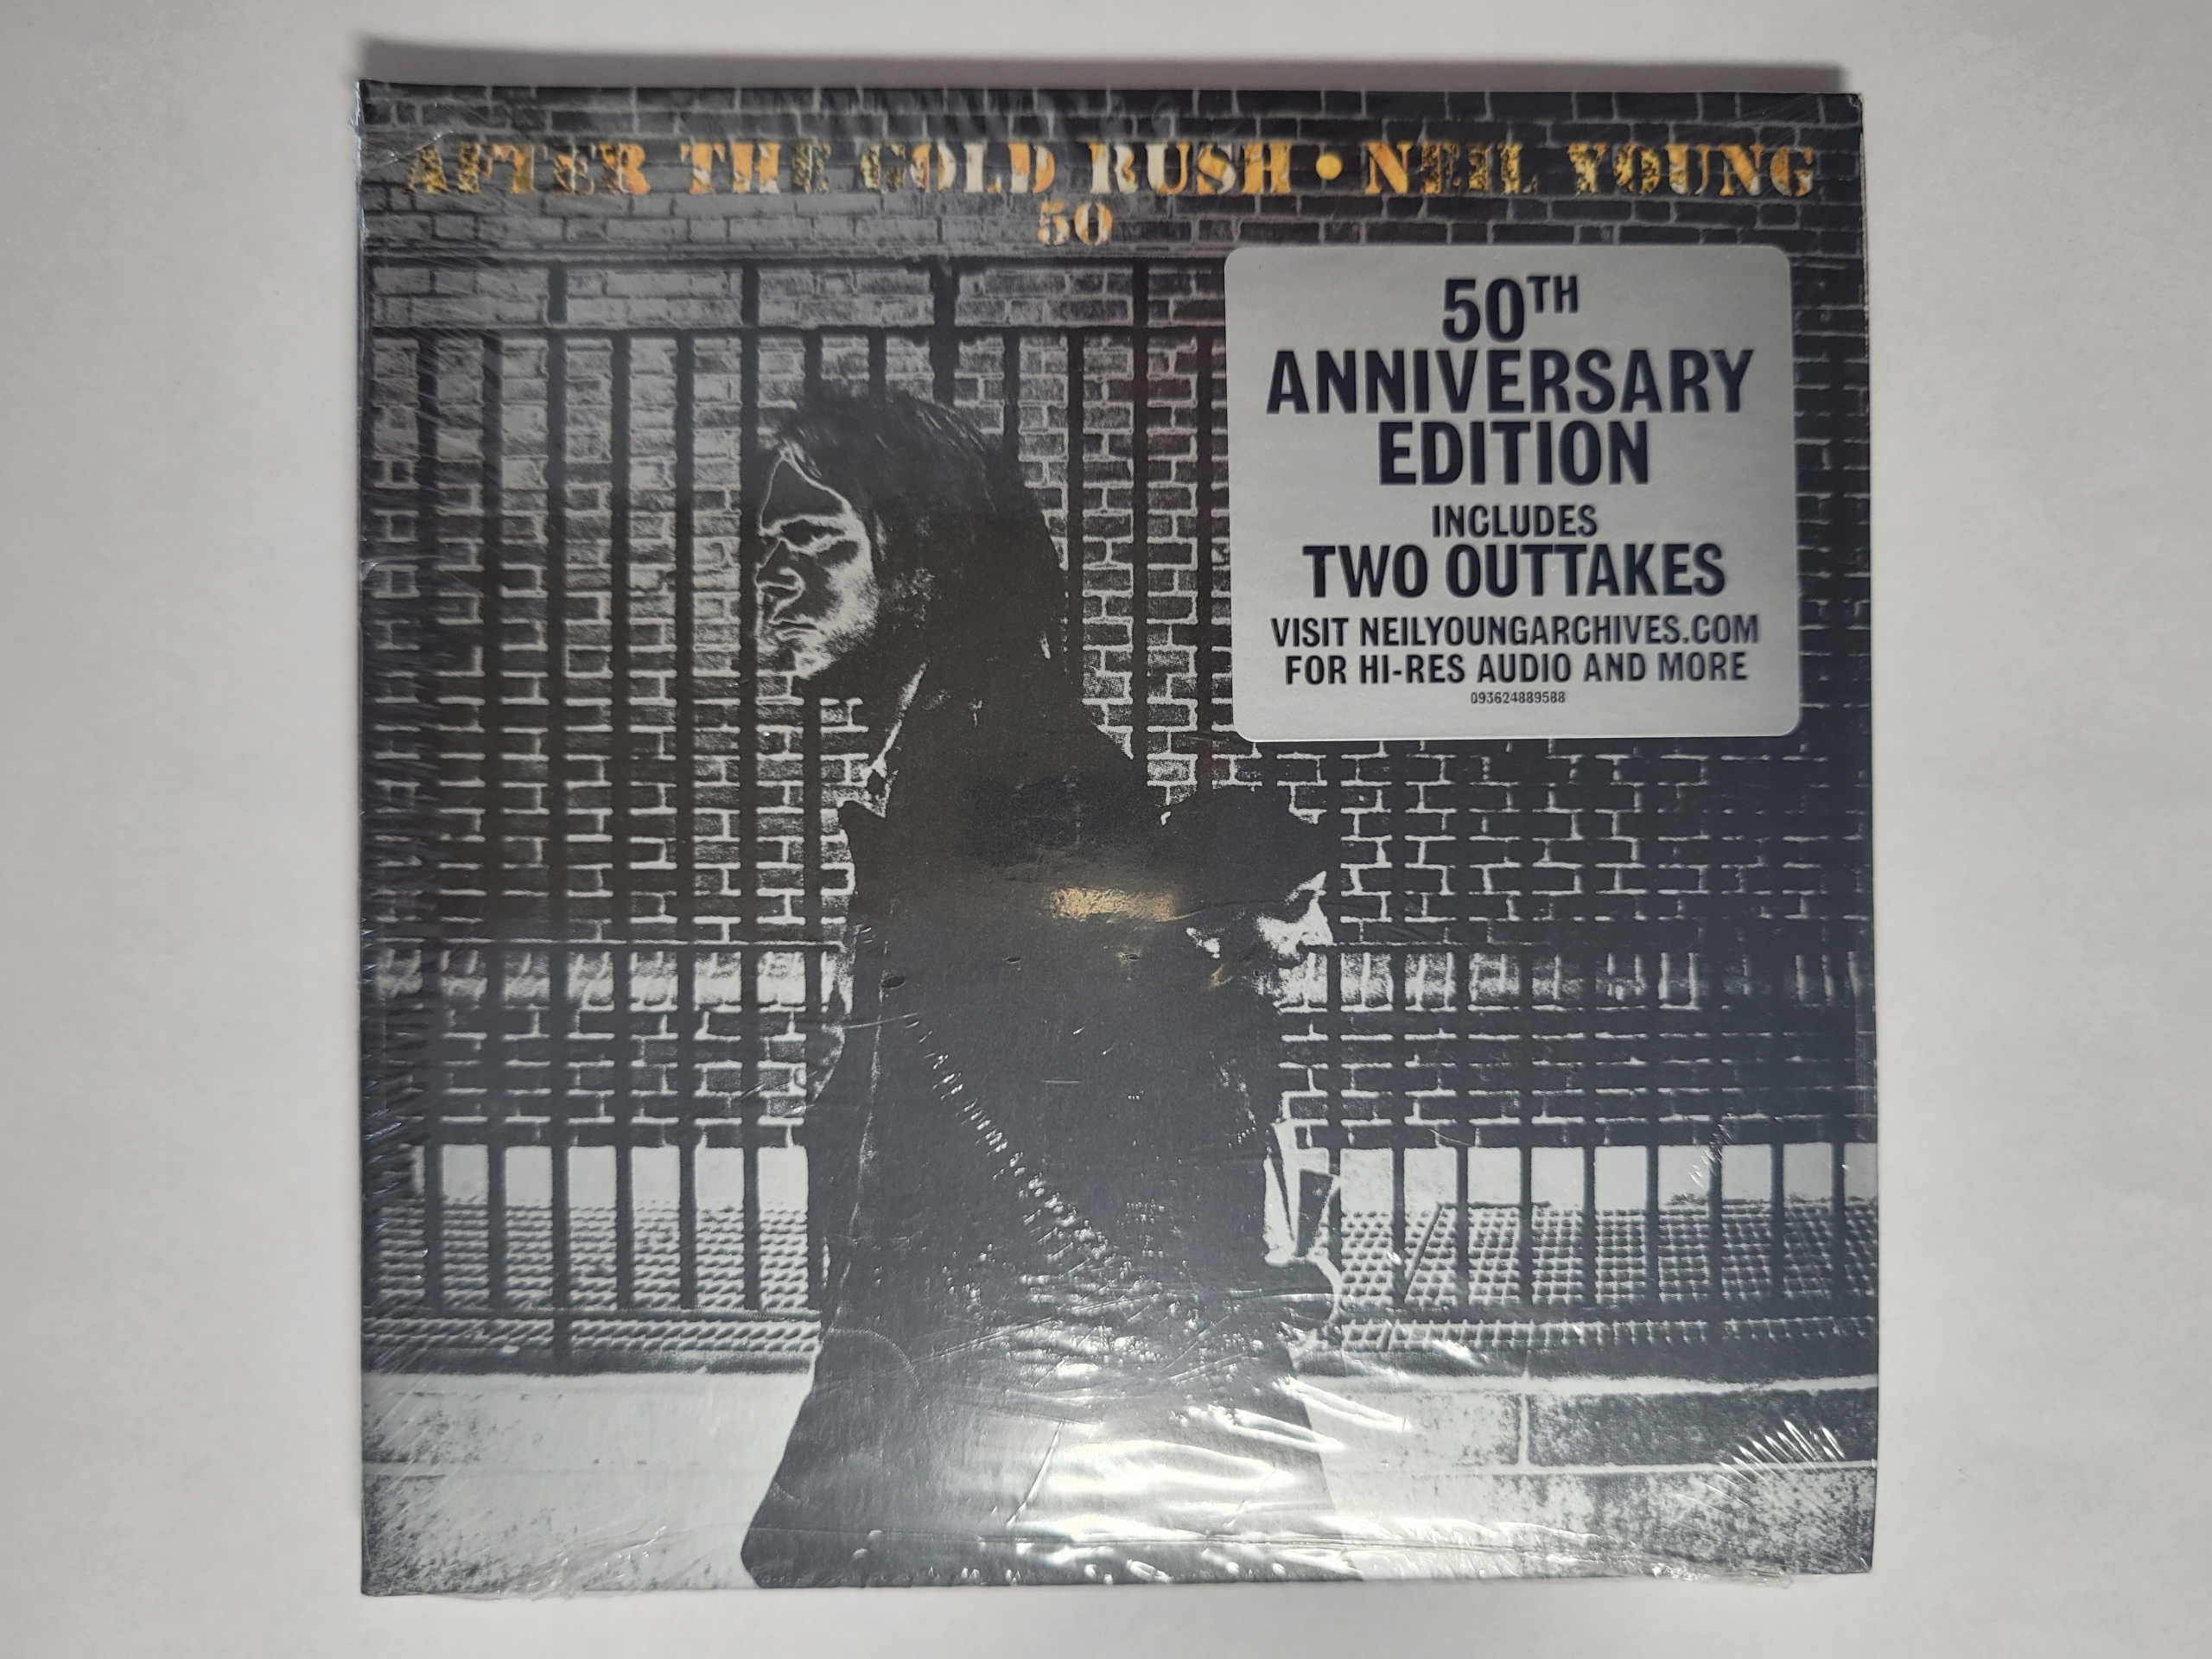 AFTER THE GOLD RUSH • NEIL YOUNG
50
50TH
ANNIVERSARY
EDITION
INCLUDES
TWO OUTTAKES
VISIT NEILYOUNGARCHIVES.COM
FOR HI-RES AUDIO AND MORE
093624889588